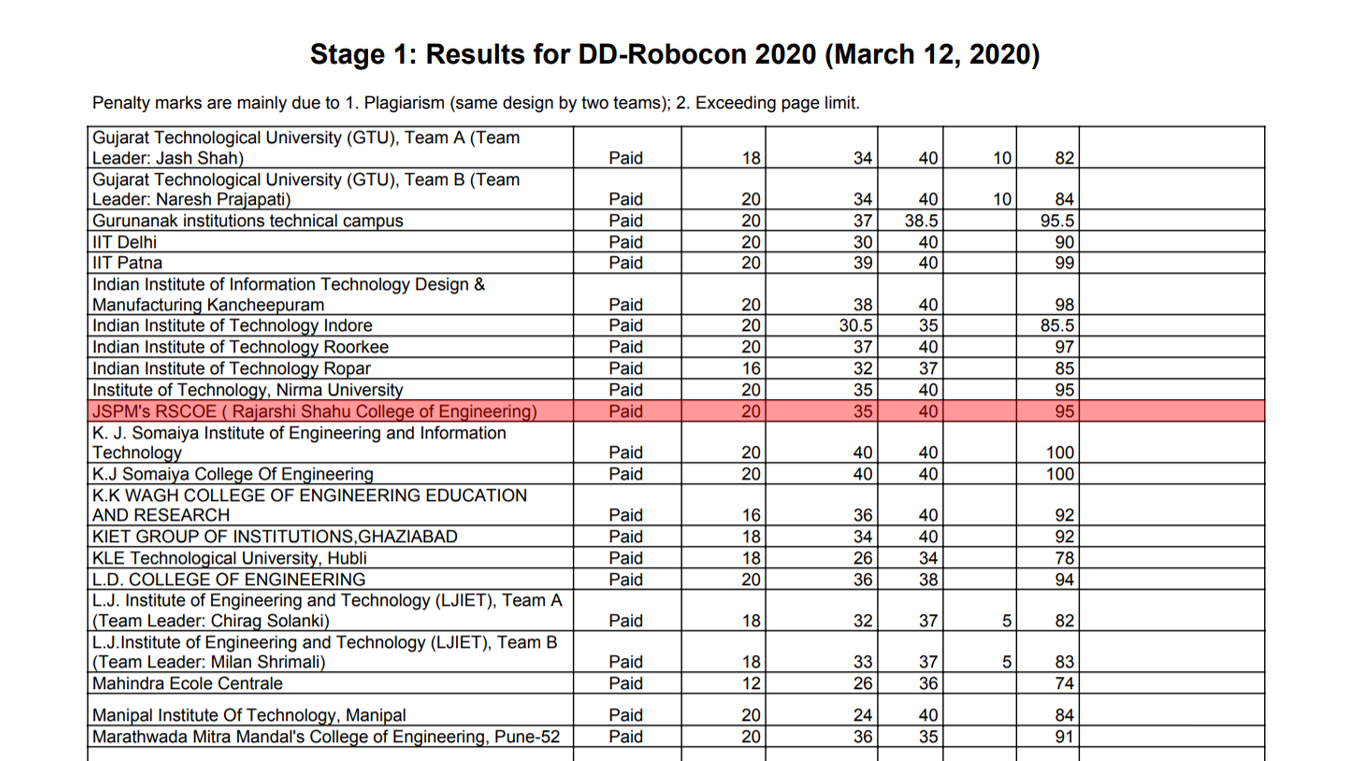 Stage 1: Results for DD-Robocon 2020 (March 12, 2020)
Penalty marks are mainly due to 1. Plagiarism (same design by two teams); 2. Exceeding page limit.
Gujarat Technological University (GTU), Team A (Team
Leader: Jash Shah) Paid 18 34 40 10 82
Gujarat Technological University (GTU), Team B (Team
Leader: Naresh Prajapati) Paid 20 34 40 10 84
Gurunanak institutions technical campus Paid 20 37 38.5 95.5
IIT Delhi Paid 20 30 40 90
IIT Patna Paid 20 39 40 99
Indian Institute of Information Technology Design &
Manufacturing Kancheepuram Paid 20 38 40 98
Indian Institute of Technology Indore Paid 20 30.5 35 85.5
Indian Institute of Technology Roorkee Paid 20 37 40 97
Indian Institute of Technology Ropar Paid 16 32 37 85
Institute of Technology, Nirma University Paid 20 35 40 95
JSPM's RSCOE ( Rajarshi Shahu College of Engineering) Paid 20 35 40 95
K. J. Somaiya Institute of Engineering and Information
Technology Paid 20 40 40 100
K.J Somaiya College Of Engineering Paid 20 40 40 100
K.K WAGH COLLEGE OF ENGINEERING EDUCATION
AND RESEARCH Paid 16 36 40 92
KIET GROUP OF INSTITUTIONS,GHAZIABAD Paid 18 34 40 92
KLE Technological University, Hubli Paid 18 26 34 78
L.D. COLLEGE OF ENGINEERING Paid 20 36 38 94
L.J. Institute of Engineering and Technology (LJIET), Team A
(Team Leader: Chirag Solanki) Paid 18 32 37 5 82
L.J.Institute of Engineering and Technology (LJIET), Team B
(Team Leader: Milan Shrimali) Paid 18 33 37 5 83
Mahindra Ecole Centrale Paid 12 26 36 74
Manipal Institute Of Technology, Manipal Paid 20 24 40 84
Marathwada Mitra Mandal's College of Engineering, Pune-52 Paid 20 36 35 91